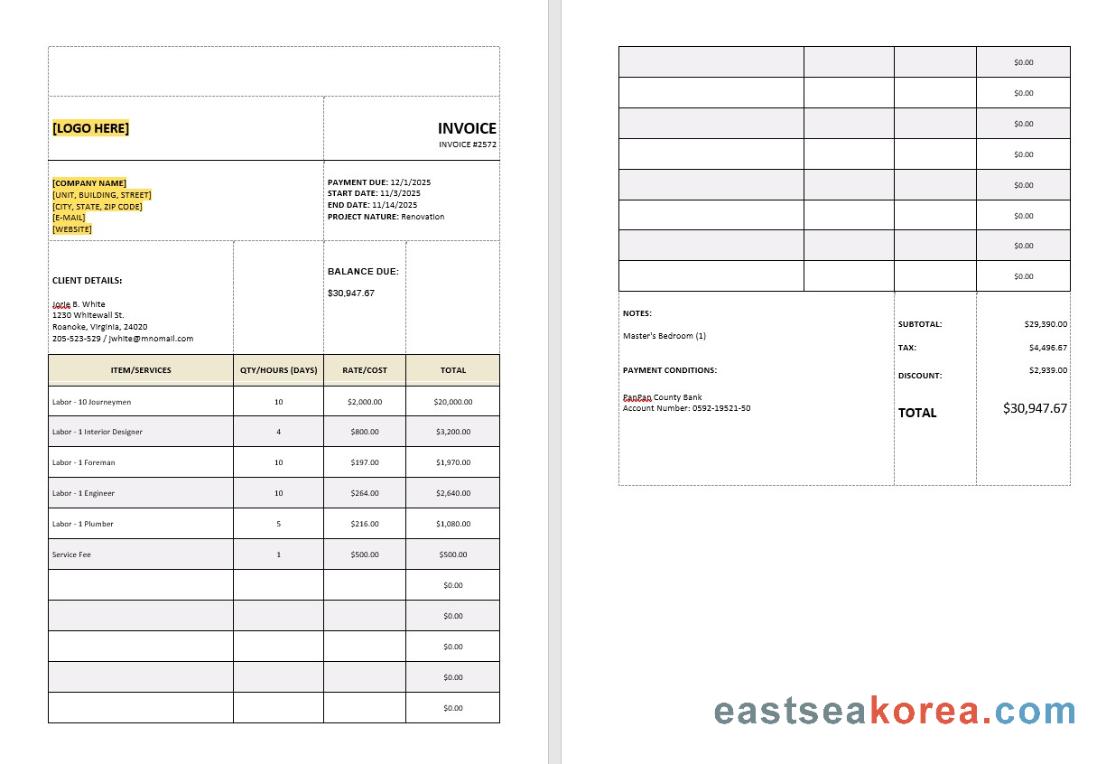 [LOGO HERE]
INVOICE
INVOICE #2572
[COMPANY NAME]
[UNIT, BUILDING, STREET]
[CITY, STATE, ZIP CODE]
[E-MAIL]
[WEBSITE]
PAYMENT DUE: 12/1/2025
START DATE: 11/3/2025
END DATE: 11/14/2025
PROJECT NATURE: Renovation
CLIENT DETAILS:
Jorie B. White
1230 Whitewall St.
Roanoke, Virginia, 24020
205-523-529 / jwhite@mnomail.com
BALANCE DUE:
$30,947.67
ITEM/SERVICES QTY/HOURS (DAYS) RATE/COST TOTAL
Labor - 10 Journeymen 10 $2,000.00 $20,000.00
Labor - 1 Interior Designer 4 $800.00 $3,200.00
Labor - 1 Foreman 10 $197.00 $1,970.00
Labor - 1 Engineer 10 $264.00 $2,640.00
Labor - 1 Plumber 5 $216.00 $1,080.00
Service Fee 1 $500.00 $500.00
$0.00
$0.00
$0.00
$0.00
$0.00
$0.00
$0.00
$0.00
$0.00
$0.00
$0.00
$0.00
$0.00
NOTES:
Master's Bedroom (1)
PAYMENT CONDITIONS:
PanPan County Bank
Account Number: 0592-19521-50
SUBTOTAL: $29,390.00
TAX: $4,496.67
DISCOUNT: $2,939.00
TOTAL $30,947.67
eastseakorea.com